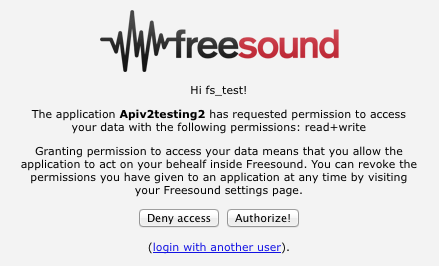 freesound
Hi fs_test!
The application Apiv2testing2 has requested permission to access
your data with the following permissions: read+write
Granting permission to access your data means that you allow the
application to act on your behealf inside Freesound. You can revoke the
permissions you have given to an application at any time by visiting
your Freesound settings page.
Deny access Authorize!
(login with another user).